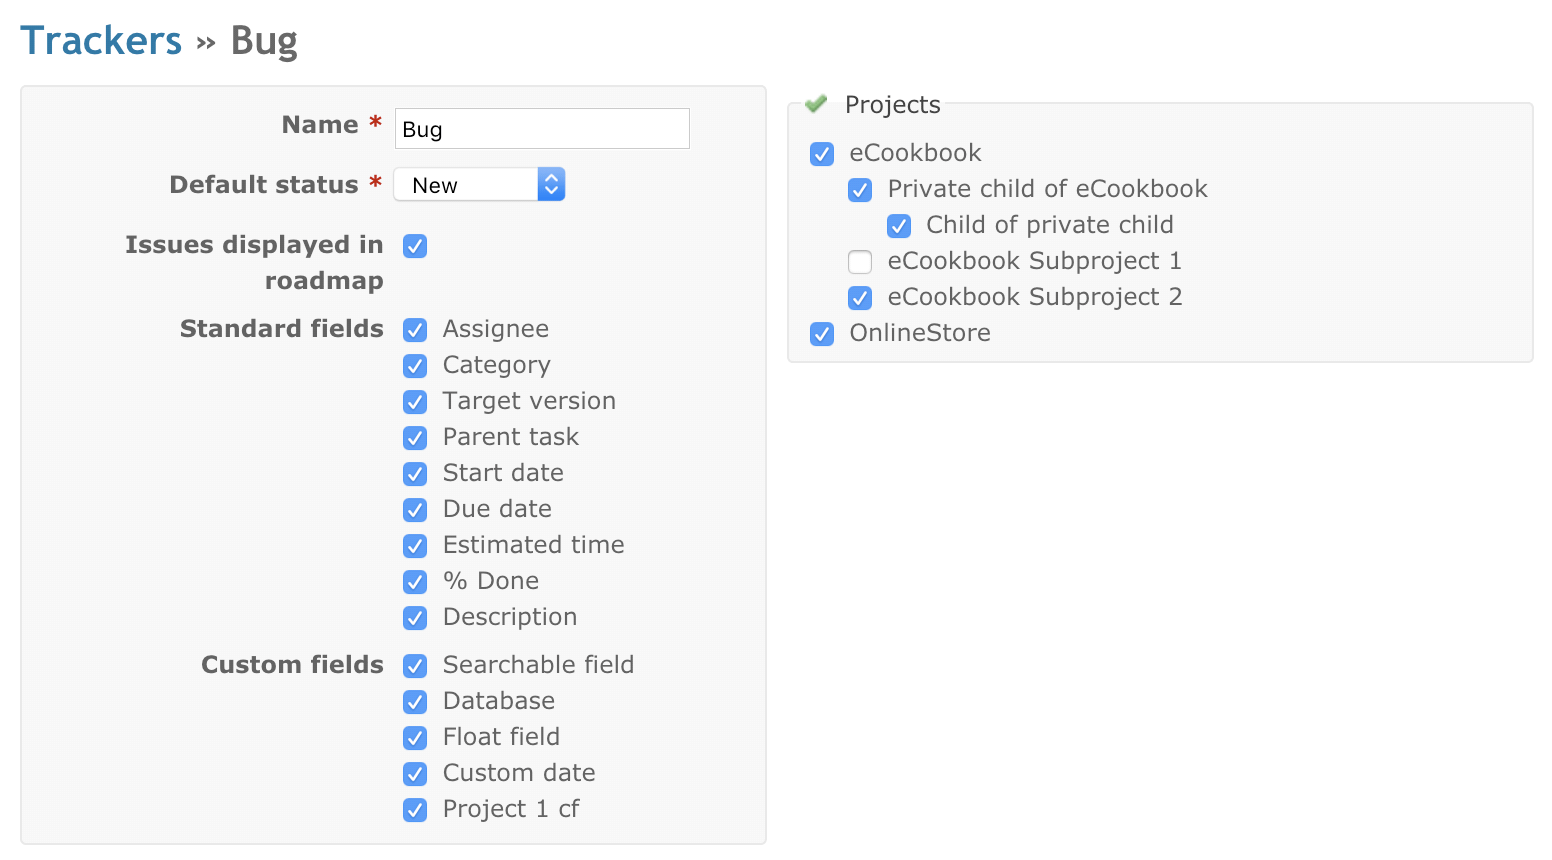 Trackers » Bug
Name *
Bug
Default status *
New
Issues displayed in
roadmap
Standard fields
Assignee
Category
Target version
Parent task
Start date
Due date
Estimated time
% Done
Description
Custom fields
Searchable field
Database
Float field
Custom date
Project 1 cf
Projects
eCookbook
Private child of eCookbook
Child of private child
eCookbook Subproject 1
eCookbook Subproject 2
OnlineStore